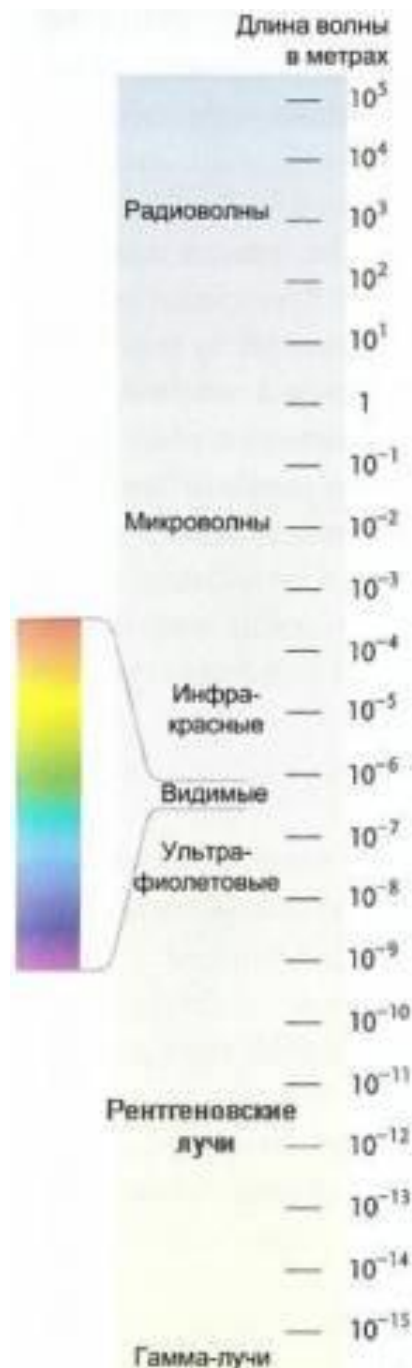 Длина волны
в метрах
10⁵
10⁴
Радиоволны
10³
10²
10¹
1
10⁻¹
Микроволны
10⁻²
10⁻³
10⁻⁴
Инфра-
красные
10⁻⁵
10⁻⁶
Видимые
10⁻⁷
Ультра-
фиолетовые
10⁻⁸
10⁻⁹
10⁻¹⁰
10⁻¹¹
Рентгеновские
лучи
10⁻¹²
10⁻¹³
10⁻¹⁴
10⁻¹⁵
Гамма-лучи